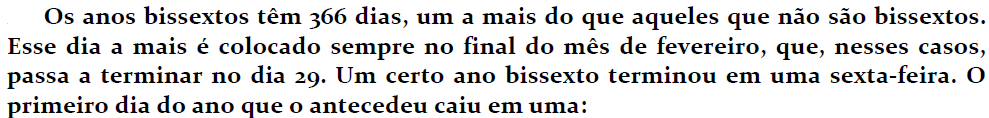 Os anos bissextos têm 366 dias, um a mais do que aqueles que não são bissextos.
Esse dia a mais é colocado sempre no final do mês de fevereiro, que, nesses casos,
passa a terminar no dia 29. Um certo ano bissexto terminou em uma sexta-feira. O
primeiro dia do ano que o antecedeu caiu em uma: